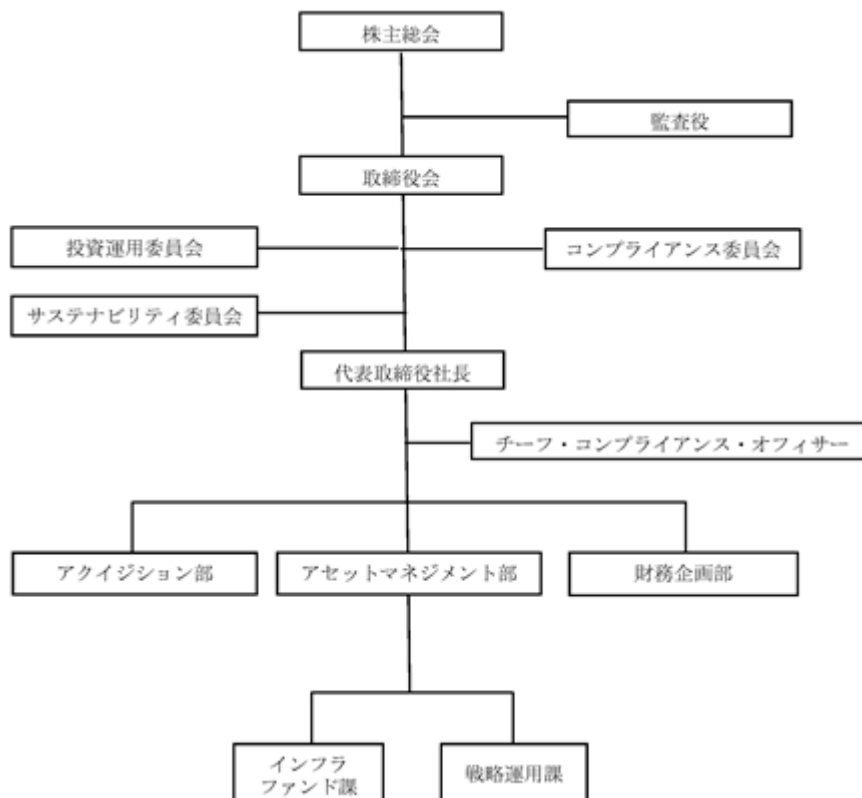 株主総会
監査役
取締役会
投資運用委員会
コンプライアンス委員会
サステナビリティ委員会
代表取締役社長
チーフ・コンプライアンス・オフィサー
アクイジション部
アセットマネジメント部
財務企画部
インフラ
ファンド課
戦略運用課